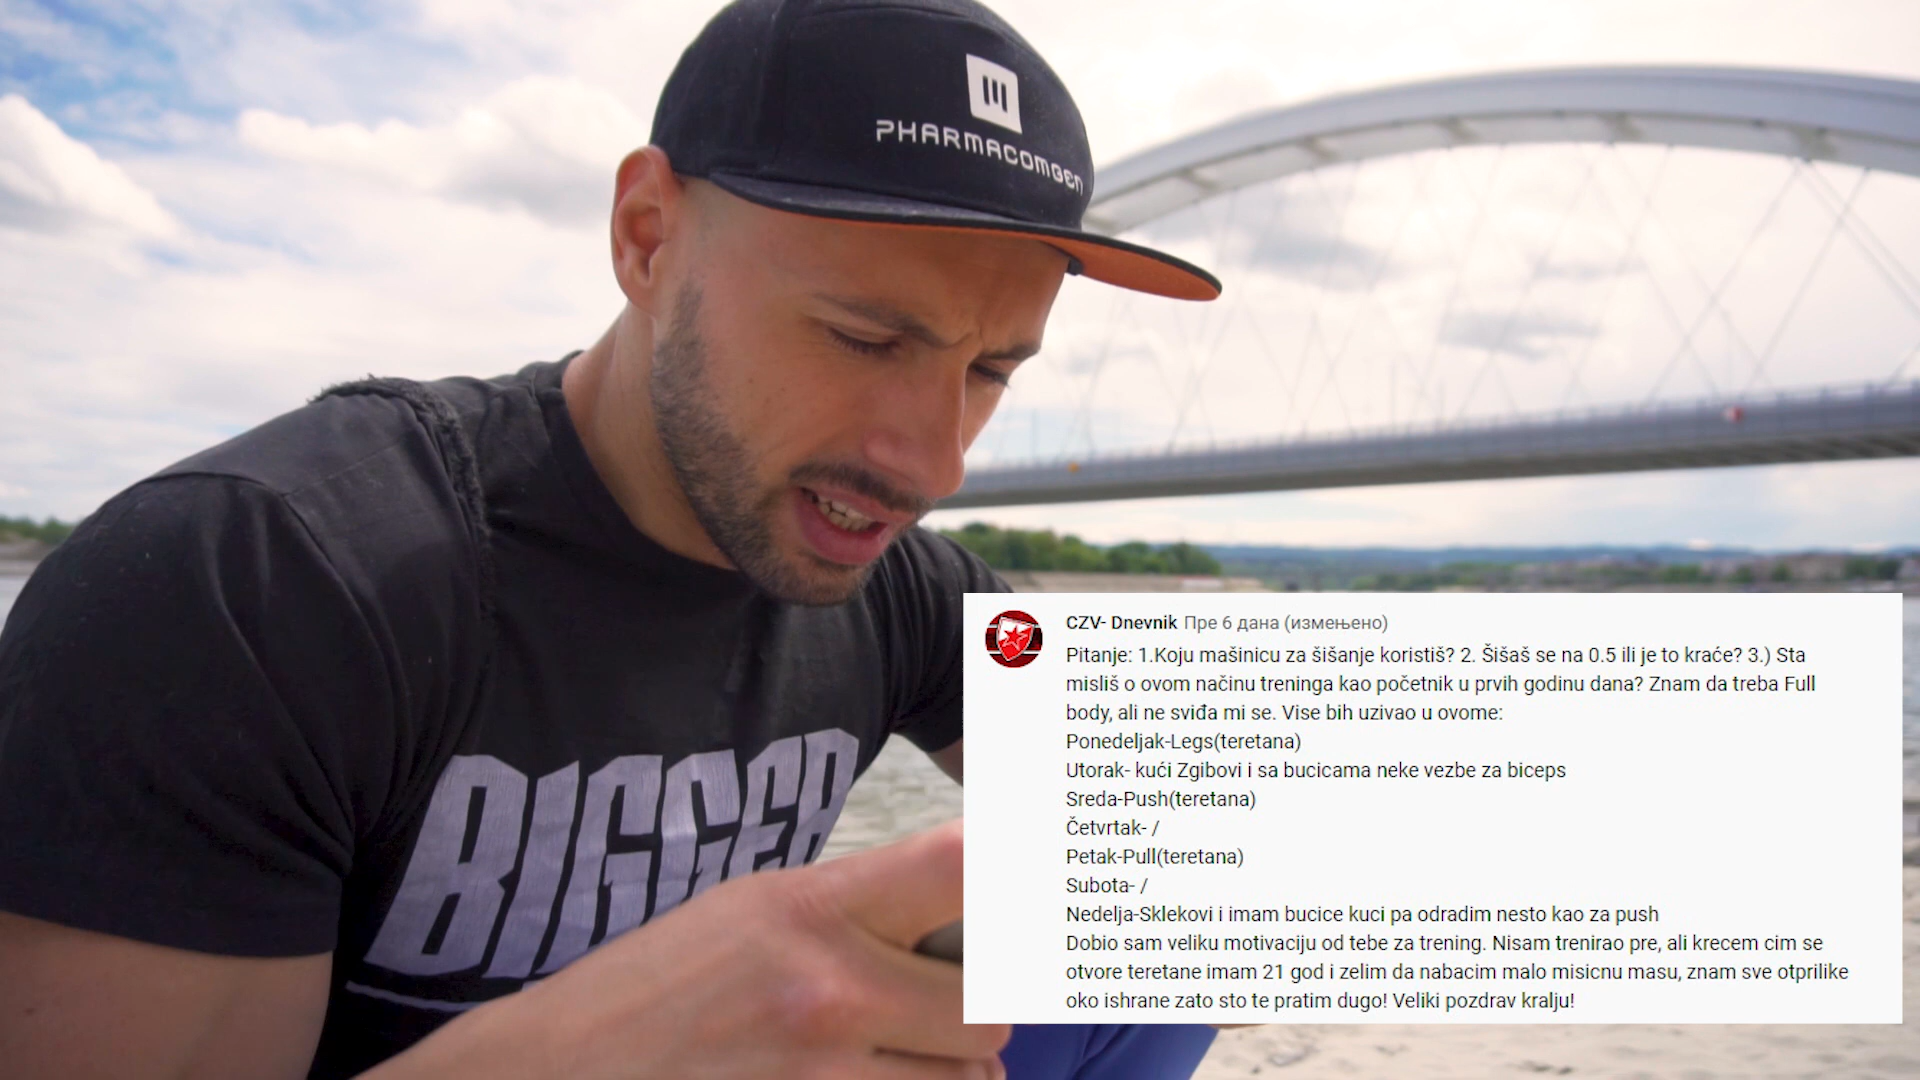 PHARMACOMGEN
BIGGER
CZV- Dnevnik Пре 6 дана (измењено)
Pitanje: 1.Koju mašinicu za šišanje koristiš? 2. Šišaš se na 0.5 ili je to kraće? 3.) Sta
misliš o ovom načinu treninga kao početnik u prvih godinu dana? Znam da treba Full
body, ali ne sviđa mi se. Vise bih uzivao u ovome:
Ponedeljak-Legs(teretana)
Utorak- kući Zgibovi i sa bucicama neke vezbe za biceps
Sreda-Push(teretana)
Četvrtak- /
Petak-Pull(teretana)
Subota- /
Nedelja-Sklekovi i imam bucice kuci pa odradim nesto kao za push
Dobio sam veliku motivaciju od tebe za trening. Nisam trenirao pre, ali krecem cim se
otvore teretane imam 21 god i zelim da nabacim malo misicnu masu, znam sve otprilike
oko ishrane zato sto te pratim dugo! Veliki pozdrav kralju!